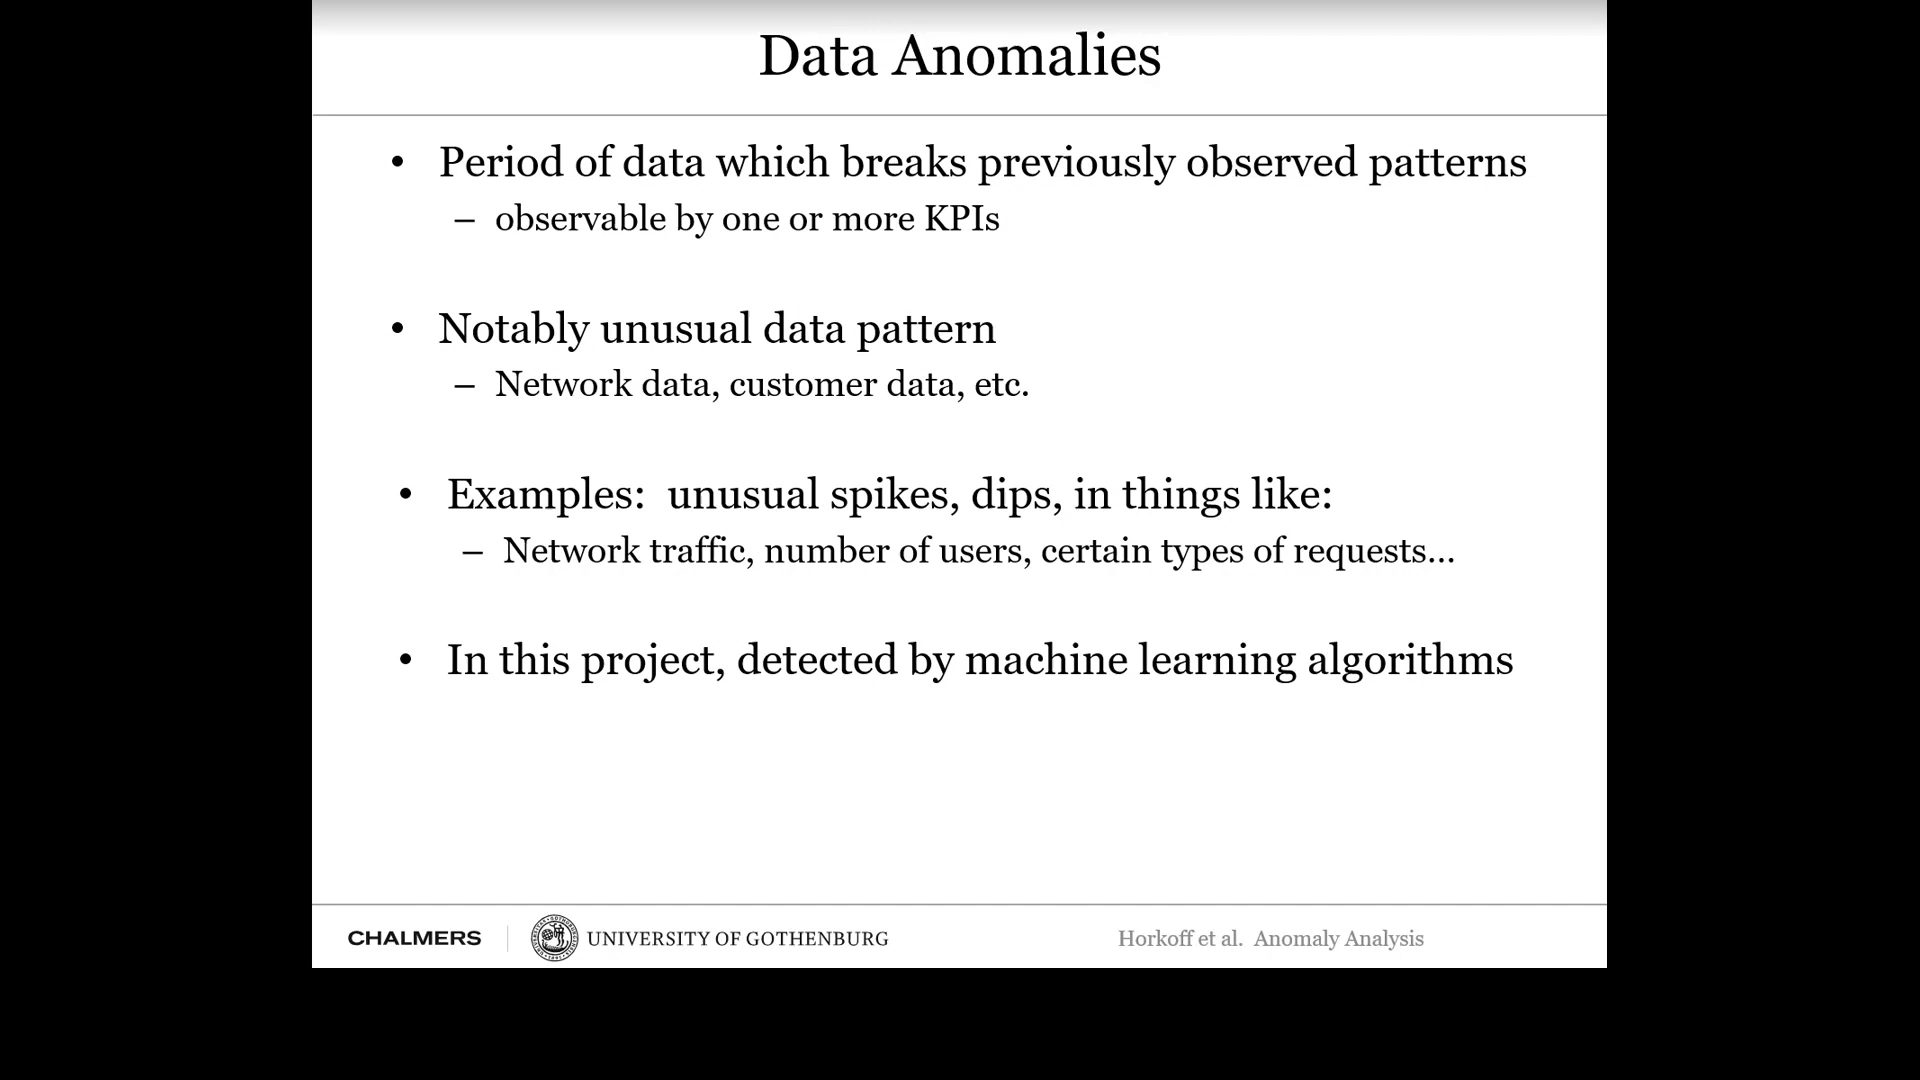 Data Anomalies
• Period of data which breaks previously observed patterns
– observable by one or more KPIs
• Notably unusual data pattern
– Network data, customer data, etc.
• Examples:  unusual spikes, dips, in things like:
– Network traffic, number of users, certain types of requests...
• In this project, detected by machine learning algorithms
CHALMERS
UNIVERSITY OF GOTHENBURG
Horkoff et al.  Anomaly Analysis